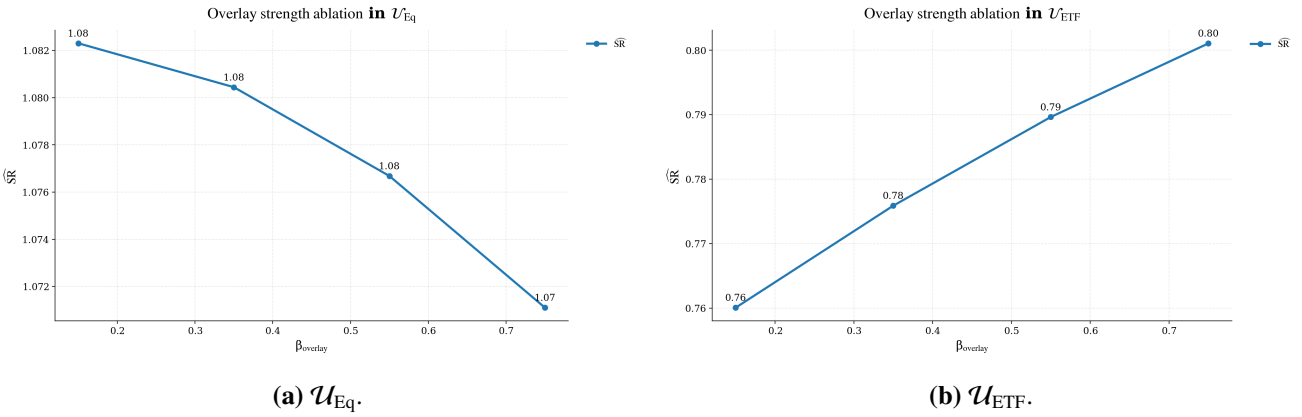 Overlay strength ablation in 𝒰Eq
1.082
1.080
1.078
1.076
1.074
1.072
S͡R
1.08
1.08
1.08
1.07
0.2 0.3 0.4 0.5 0.6 0.7
βoverlay
S͡R
(a) 𝒰Eq.
Overlay strength ablation in 𝒰ETF
0.80
0.79
0.78
0.77
0.76
S͡R
0.76
0.78
0.79
0.80
0.2 0.3 0.4 0.5 0.6 0.7
βoverlay
S͡R
(b) 𝒰ETF.